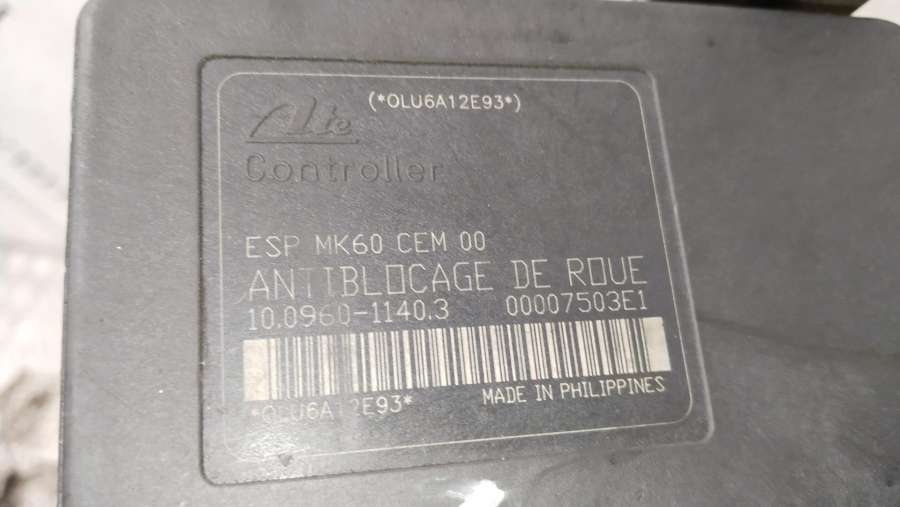 (*OLU6A12E93*)
Ate
Controller
ESP MK60 CEM 00
ANTIBLOCAGE DE ROUE
10.0960-1140.3 00007503E1
*OLU6A12E93*
MADE IN PHILIPPINES